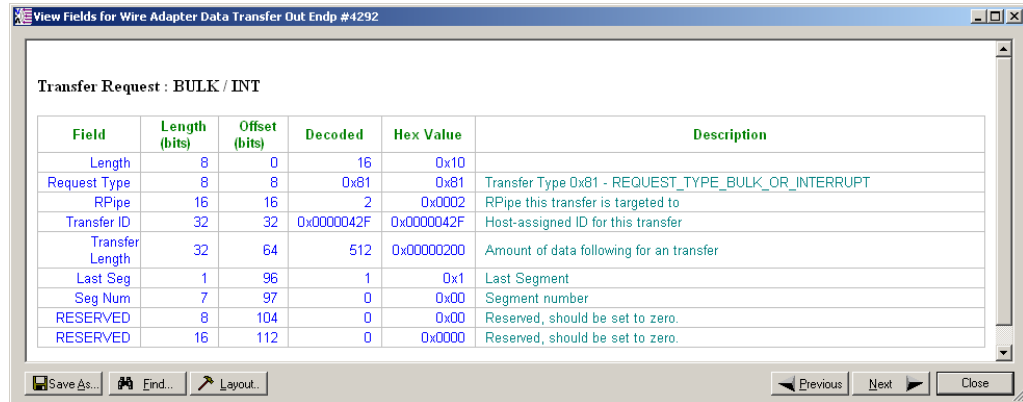 View Fields for Wire Adapter Data Transfer Out Endp #4292
Transfer Request : BULK / INT
Field Length (bits) Offset (bits) Decoded Hex Value Description
Length 8 0 16 0x10
Request Type 8 8 0x81 0x81 Transfer Type 0x81 - REQUEST_TYPE_BULK_OR_INTERRUPT
RPipe 16 16 2 0x0002 RPipe this transfer is targeted to
Transfer ID 32 32 0x0000042F 0x0000042F Host-assigned ID for this transfer
Transfer Length 32 64 512 0x00000200 Amount of data following for an transfer
Last Seg 1 96 1 0x1 Last Segment
Seg Num 7 97 0 0x00 Segment number
RESERVED 8 104 0 0x00 Reserved, should be set to zero.
RESERVED 16 112 0 0x0000 Reserved, should be set to zero.
Save As... Find... Layout.. Previous Next Close